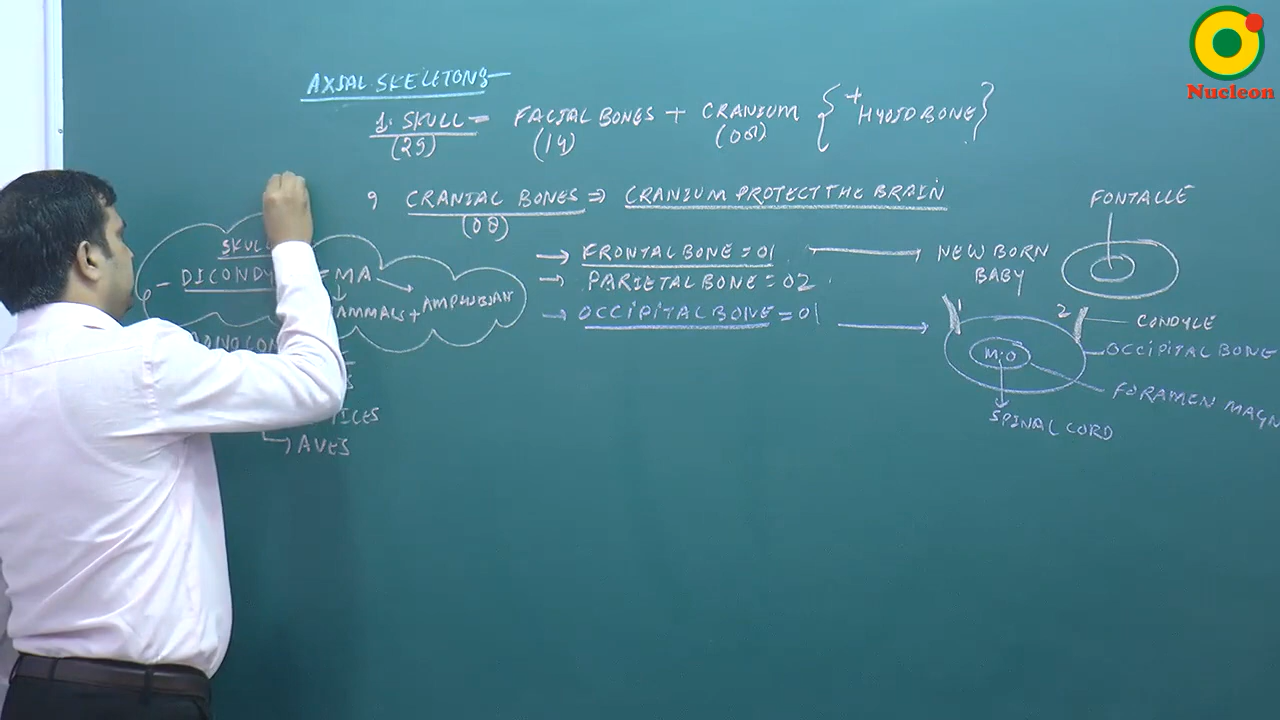 Nucleon
AXIAL SKELETONS
1. SKULL = FACIAL BONES + CRANIUM { + HYOID BONE }
(29) (14) (08)
9 CRANIAL BONES => CRANIUM PROTECT THE BRAIN
(08)
→ FRONTAL BONE = 01 → NEW BORN BABY
→ PARIETAL BONE = 02
→ OCCIPITAL BONE = 01 →
FONTALLE
1 2
CONDYLE
OCCIPITAL BONE
M.O
FORAMEN MAGN
SPINAL CORD
SKULL
- DICONDY = MA
AMMALS + AMPHIBIAN
→ AVES